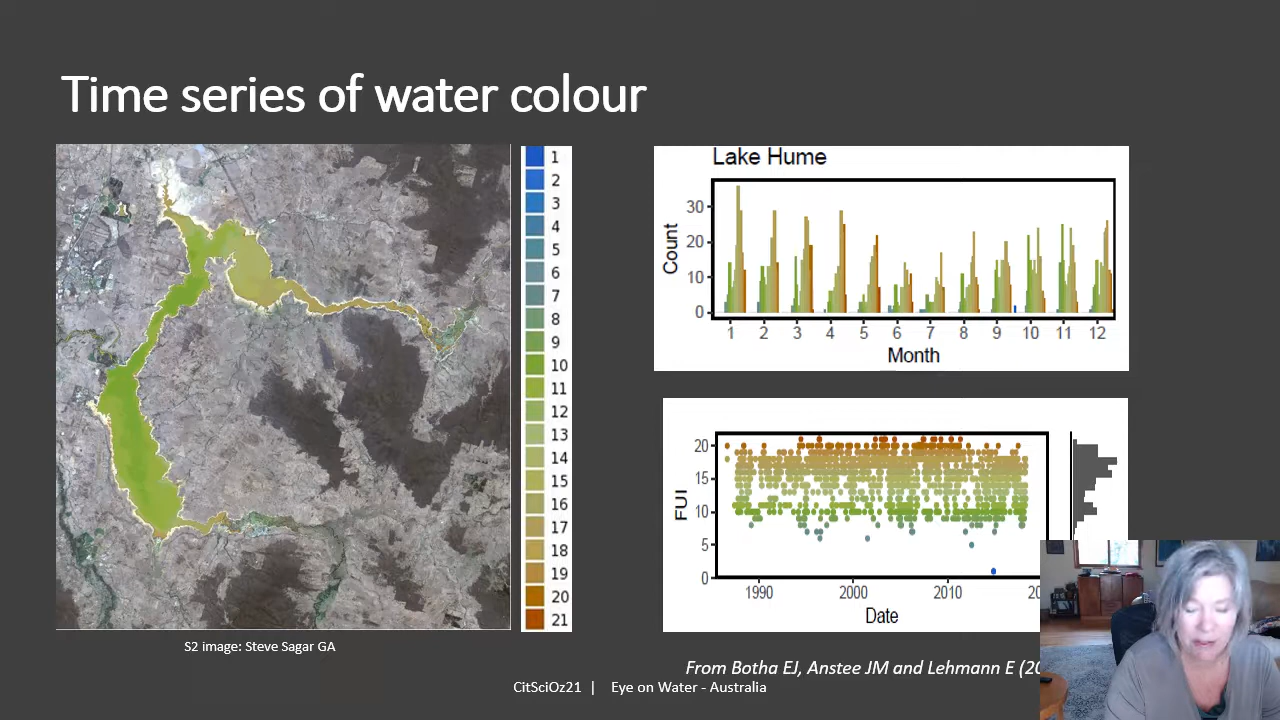 Time series of water colour
1
2
3
4
5
6
7
8
9
10
11
12
13
14
15
16
17
18
19
20
21
S2 image: Steve Sagar GA
Lake Hume
Count
30
20
10
0
1 2 3 4 5 6 7 8 9 10 11 12
Month
FUI
20
15
10
5
0
1990 2000 2010
Date
From Botha EJ, Anstee JM and Lehmann E
CitSciOz21 | Eye on Water - Australia